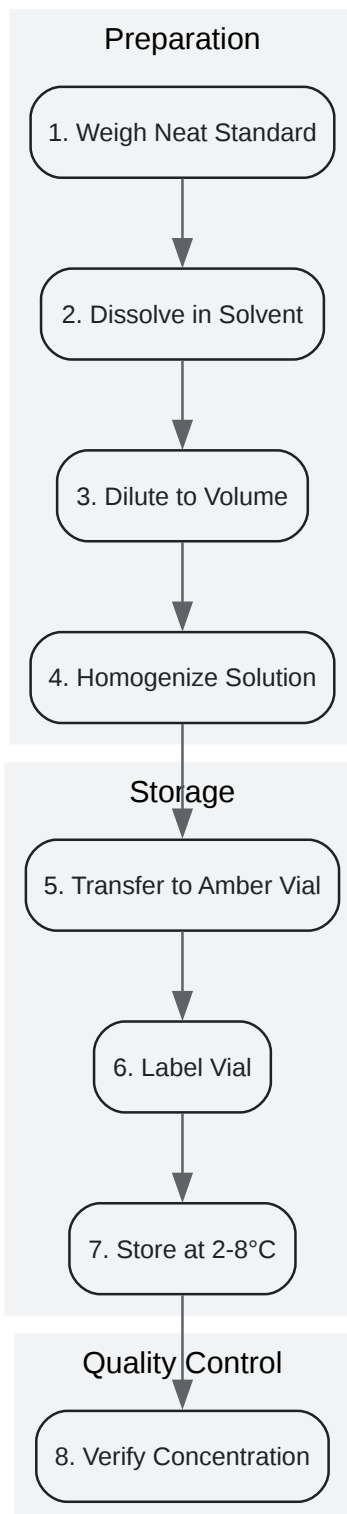 Preparation
1. Weigh Neat Standard
2. Dissolve in Solvent
3. Dilute to Volume
4. Homogenize Solution
Storage
5. Transfer to Amber Vial
6. Label Vial
7. Store at 2-8°C
Quality Control
8. Verify Concentration